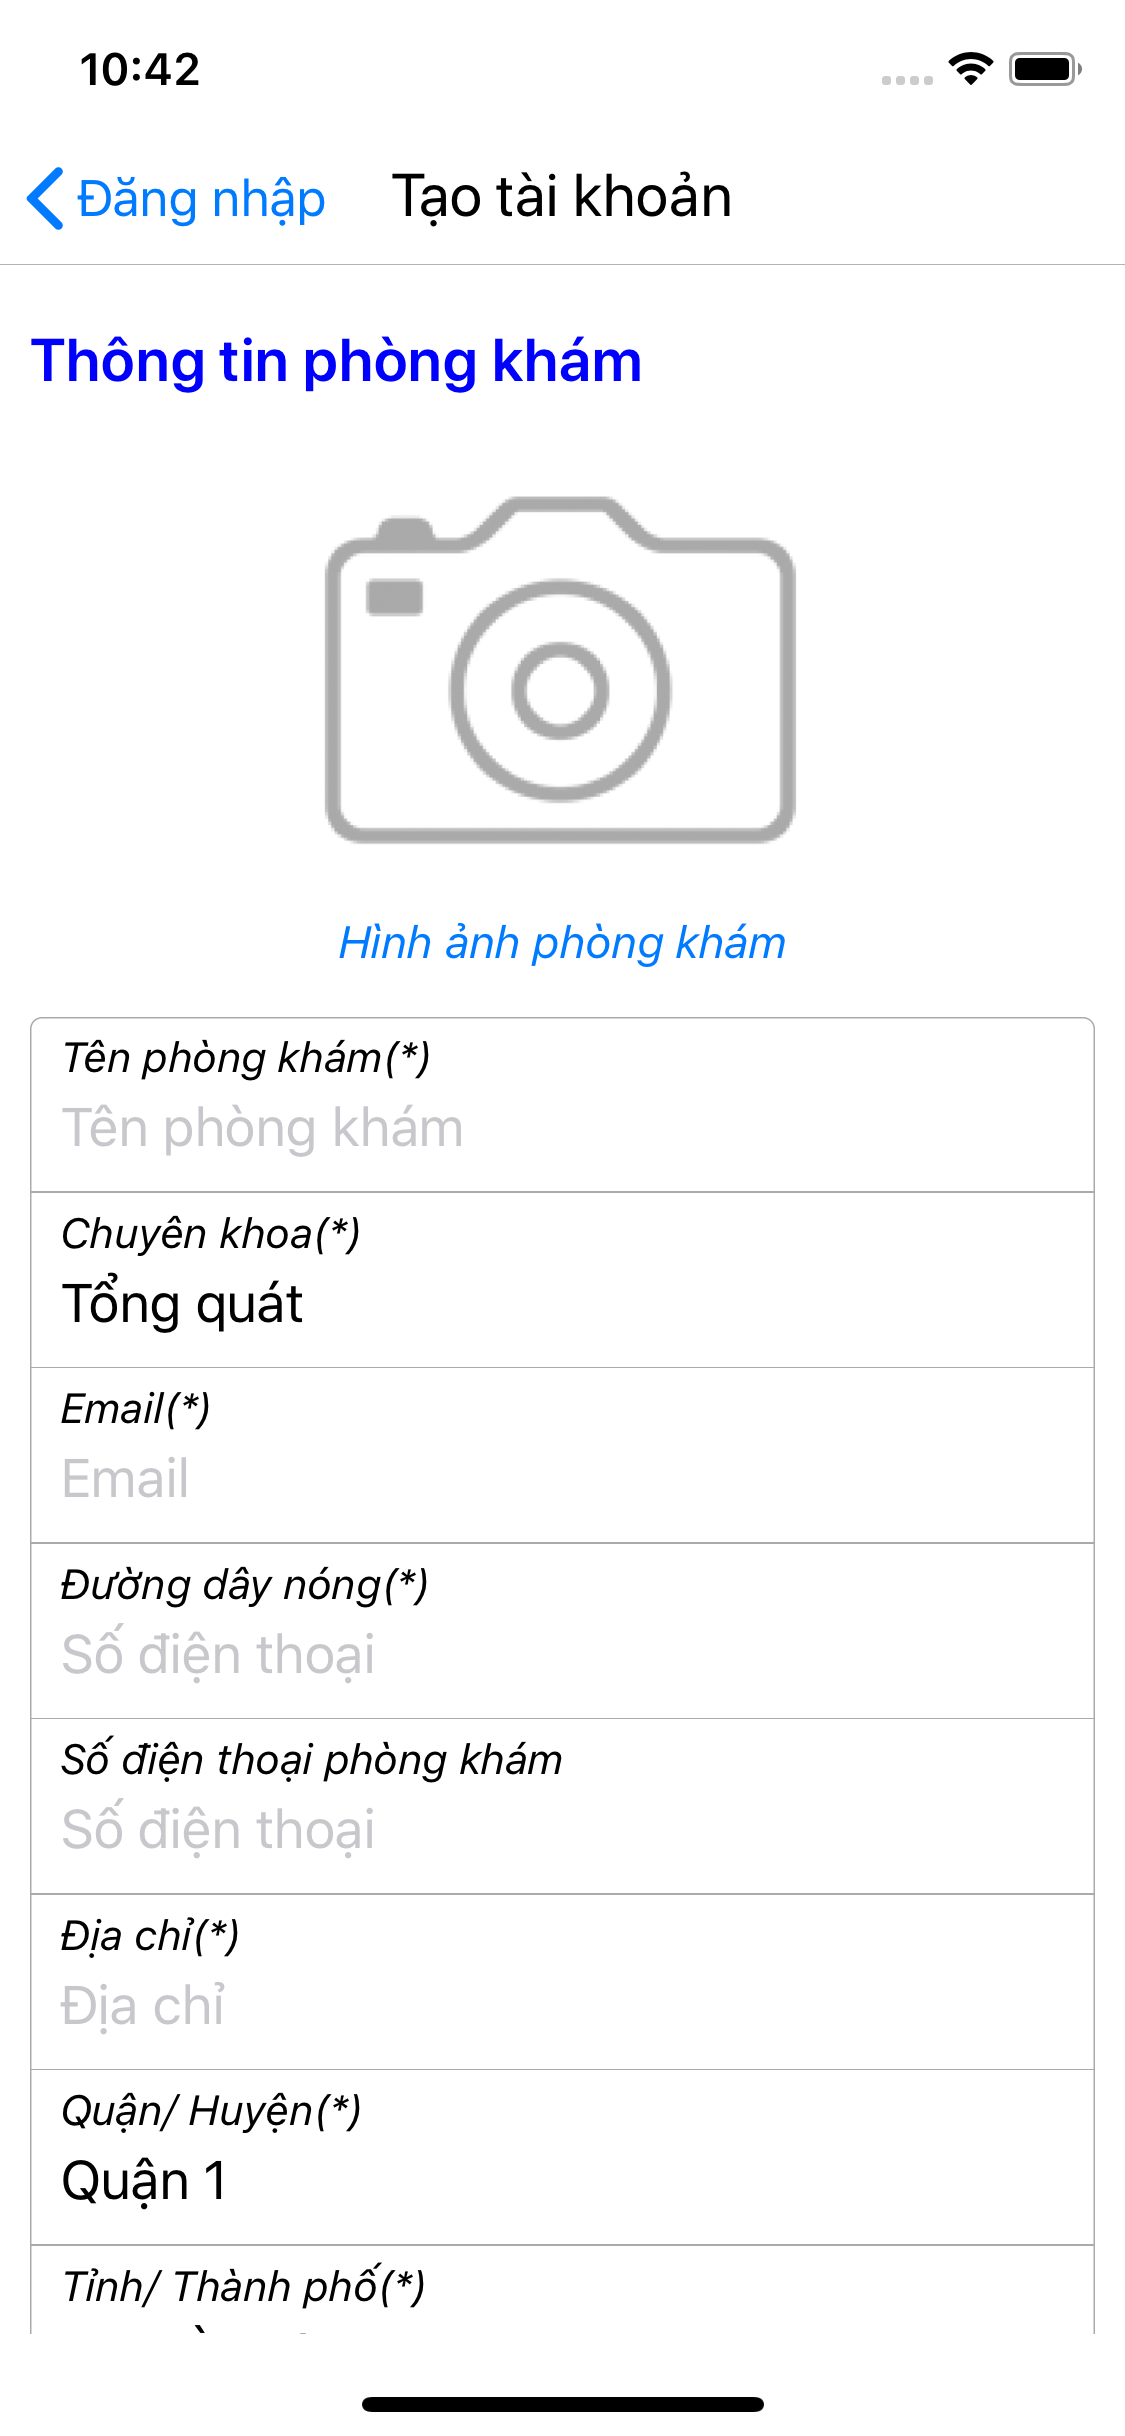 10:42
Đăng nhập Tạo tài khoản
Thông tin phòng khám
Hình ảnh phòng khám
Tên phòng khám(*)
Tên phòng khám
Chuyên khoa(*)
Tổng quát
Email(*)
Email
Đường dây nóng(*)
Số điện thoại
Số điện thoại phòng khám
Số điện thoại
Địa chỉ(*)
Địa chỉ
Quận/ Huyện(*)
Quận 1
Tỉnh/ Thành phố(*)